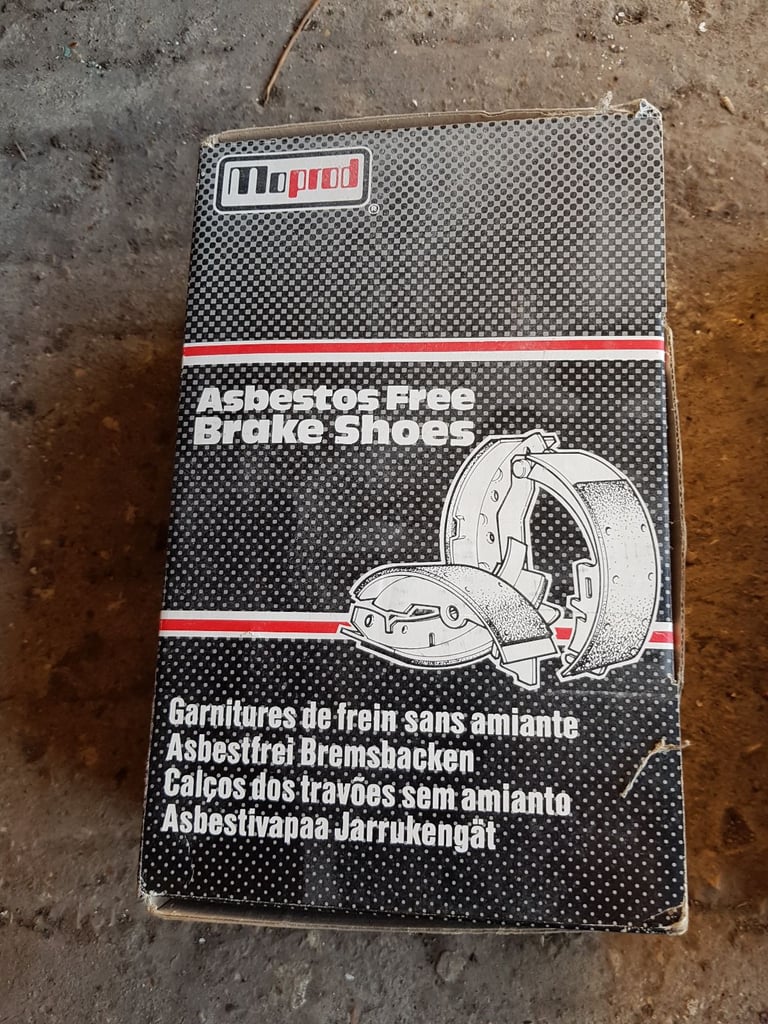 Moprod
®
Asbestos Free
Brake Shoes
Garnitures de frein sans amiante
Asbestfrei Bremsbacken
Calços dos travões sem amianto
Asbestivapaa Jarrukengät